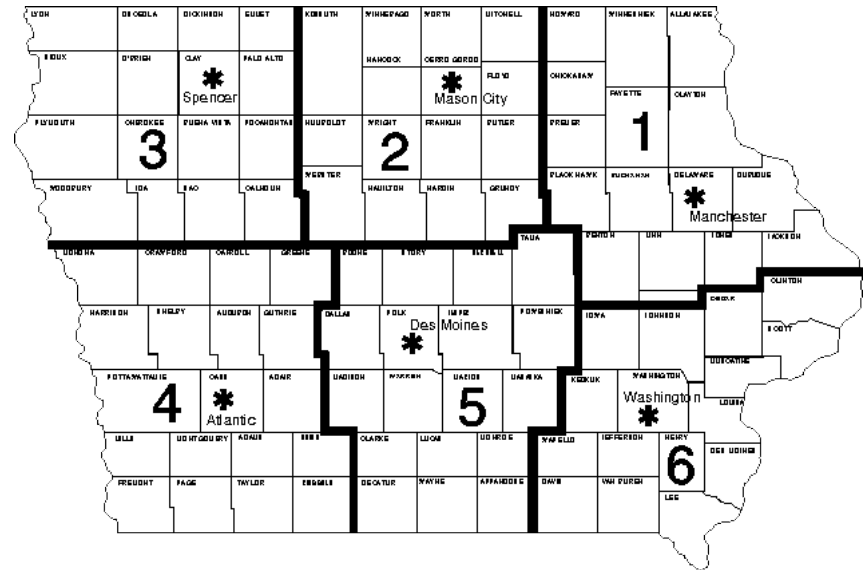 LYON OSCEOLA DICKINSON EMMET KOSSUTH WINNEBAGO WORTH MITCHELL HOWARD WINNESHIEK ALLAMAKEE
SIOUX O'BRIEN CLAY PALO ALTO HANCOCK CERRO GORDO FLOYD CHICKASAW
Spencer Mason City
FAYETTE CLAYTON
PLYMOUTH CHEROKEE BUENA VISTA POCAHONTAS HUMBOLDT WRIGHT FRANKLIN BUTLER BREMER
3 2 1
WOODBURY IDA SAC CALHOUN WEBSTER HAMILTON HARDIN GRUNDY BLACK HAWK BUCHANAN DELAWARE DUBUQUE
Manchester
TAMA BENTON LINN JONES JACKSON
MONONA CRAWFORD CARROLL GREENE BOONE STORY MARSHALL
CEDAR CLINTON
HARRISON SHELBY AUDUBON GUTHRIE DALLAS POLK JASPER POWESHIEK IOWA JOHNSON
Des Moines
SCOTT
MUSCATINE
POTTAWATTAMIE CASS ADAIR MADISON WARREN MARION MAHASKA KEOKUK WASHINGTON
4 Atlantic 5 Washington
LOUISA
MILLS MONTGOMERY ADAMS UNION CLARKE LUCAS MONROE WAPELLO JEFFERSON HENRY DES MOINES
6
FREMONT PAGE TAYLOR RINGGOLD DECATUR WAYNE APPANOOSE DAVIS VAN BUREN LEE